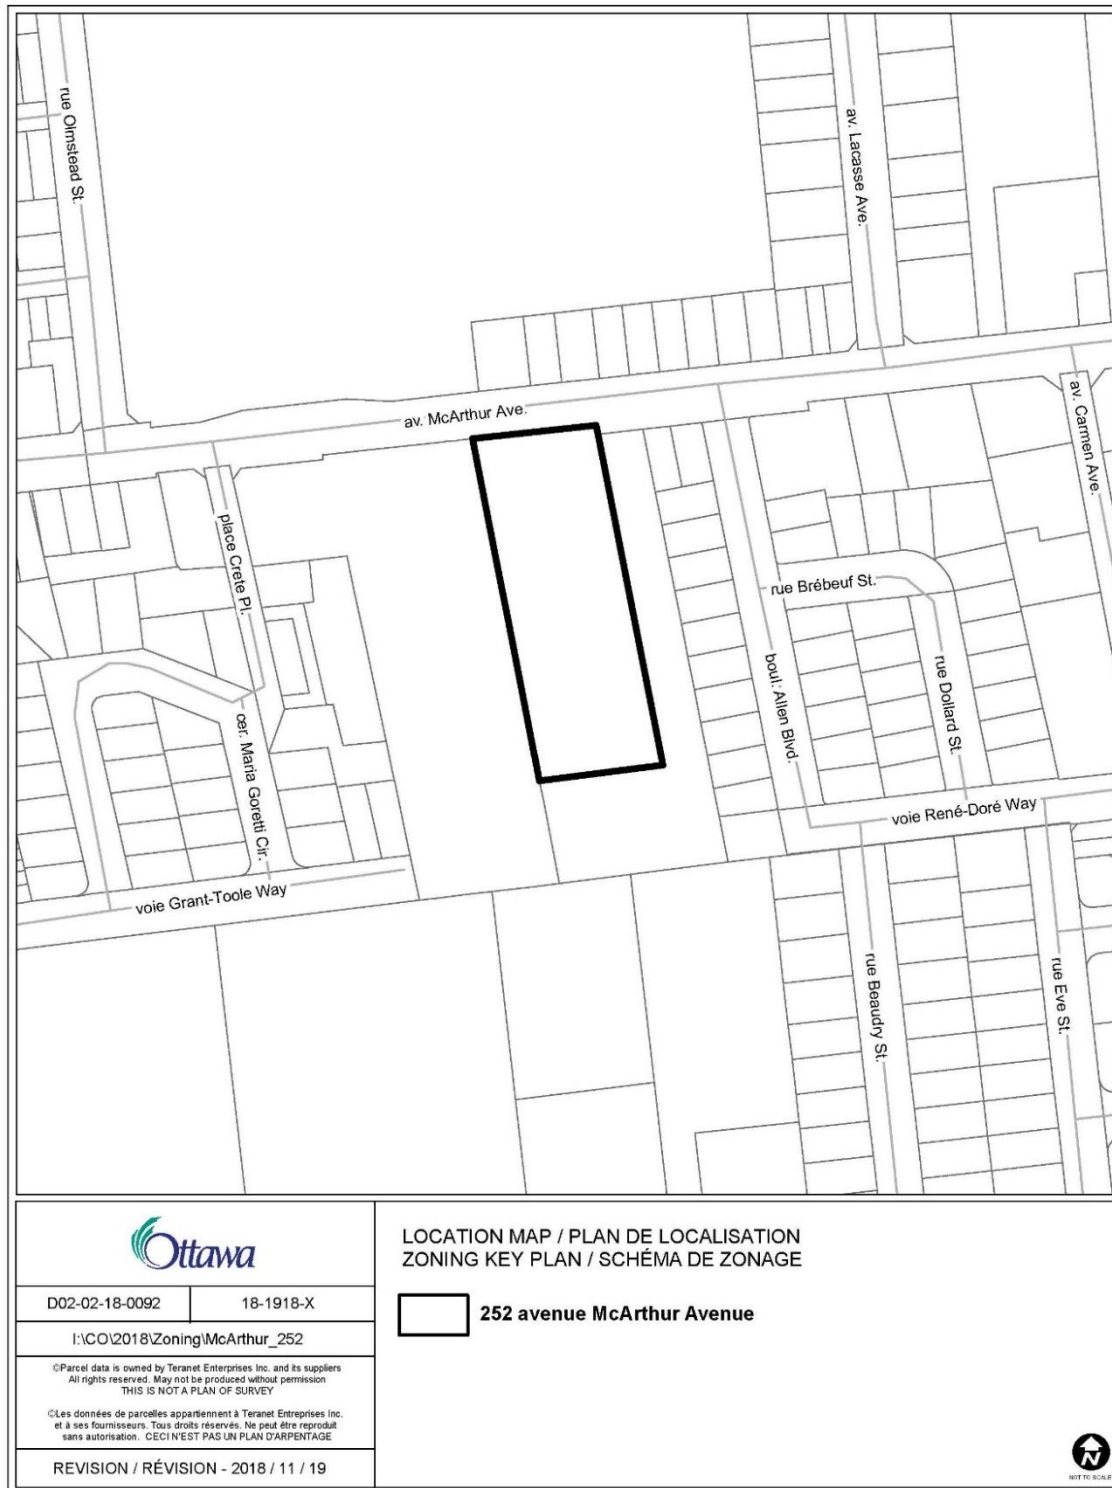 rue Olmstead St.
av. Lacasse Ave.
av. McArthur Ave.
av. Carmen Ave.
place Crete Pl.
rue Brébeuf St.
boul. Allen Blvd.
rue Dollard St.
cer. Maria Goretti Cir.
voie René-Doré Way
voie Grant-Toole Way
rue Beaudry St.
rue Eve St.
Ottawa
D02-02-18-0092
18-1918-X
I:\CO\2018\Zoning\McArthur_252
©Parcel data is owned by Teranet Enterprises Inc. and its suppliers
All rights reserved. May not be produced without permission
THIS IS NOT A PLAN OF SURVEY
©Les données de parcelles appartiennent à Teranet Entreprises Inc.
et à ses fournisseurs. Tous droits réservés. Ne peut être reproduit
sans autorisation. CECI N'EST PAS UN PLAN D'ARPENTAGE
REVISION / RÉVISION - 2018 / 11 / 19
LOCATION MAP / PLAN DE LOCALISATION
ZONING KEY PLAN / SCHÉMA DE ZONAGE
252 avenue McArthur Avenue
N
NOT TO SCALE